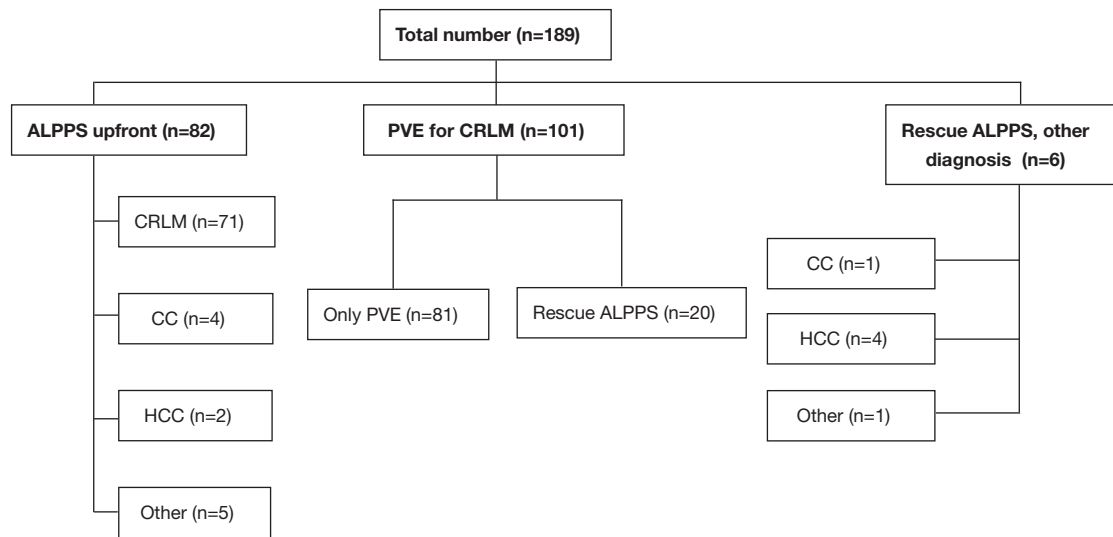 Total number (n=189)
ALPPS upfront (n=82)
PVE for CRLM (n=101)
Rescue ALPPS, other
diagnosis (n=6)
CRLM (n=71)
CC (n=4)
HCC (n=2)
Other (n=5)
Only PVE (n=81)
Rescue ALPPS (n=20)
CC (n=1)
HCC (n=4)
Other (n=1)